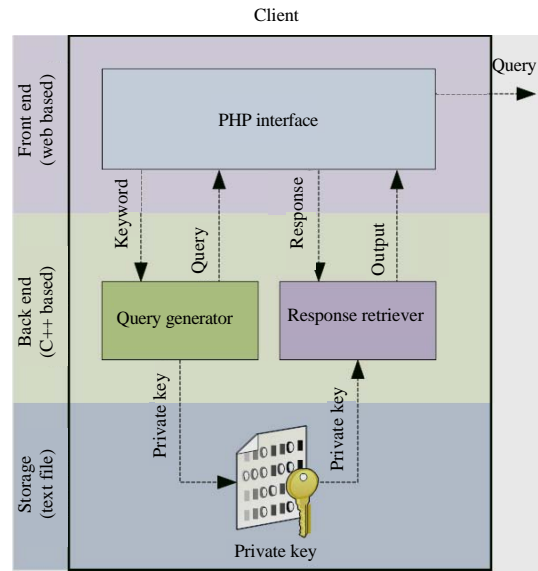 Client
Front end
(web based)
PHP interface
Query
Keyword
Query
Response
Output
Back end
(C++ based)
Query generator
Response retriever
Private key
Private key
Storage
(text file)
Private key